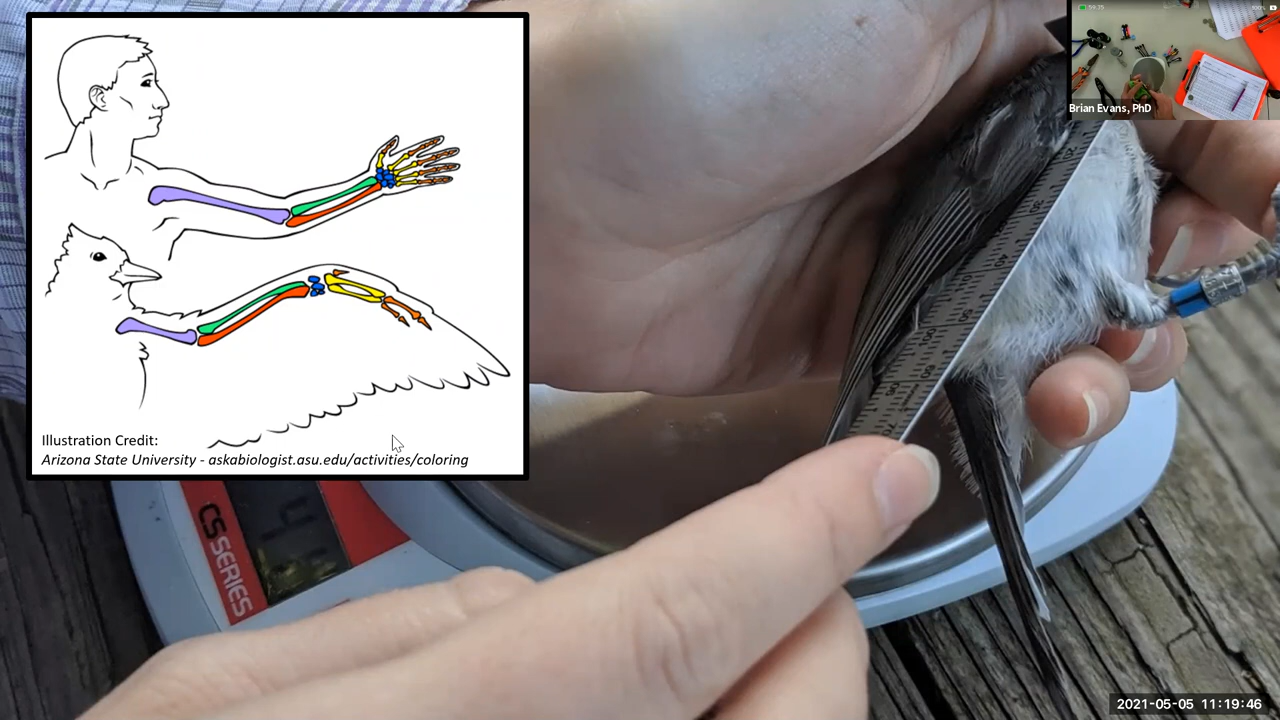 Illustration Credit:
Arizona State University - askabiologist.asu.edu/activities/coloring
CS SERIES
Brian Evans, PhD
2021-05-05 11:19:46